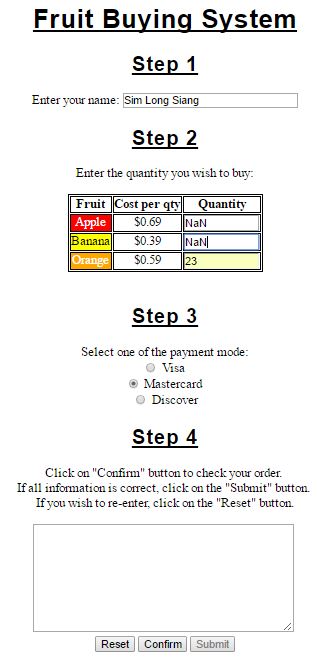 Fruit Buying System
Step 1
Enter your name: Sim Long Siang
Step 2
Enter the quantity you wish to buy:
Fruit Cost per qty Quantity
Apple $0.69 NaN
Banana $0.39 NaN
Orange $0.59 23
Step 3
Select one of the payment mode:
Visa
Mastercard
Discover
Step 4
Click on "Confirm" button to check your order.
If all information is correct, click on the "Submit" button.
If you wish to re-enter, click on the "Reset" button.
Reset Confirm Submit